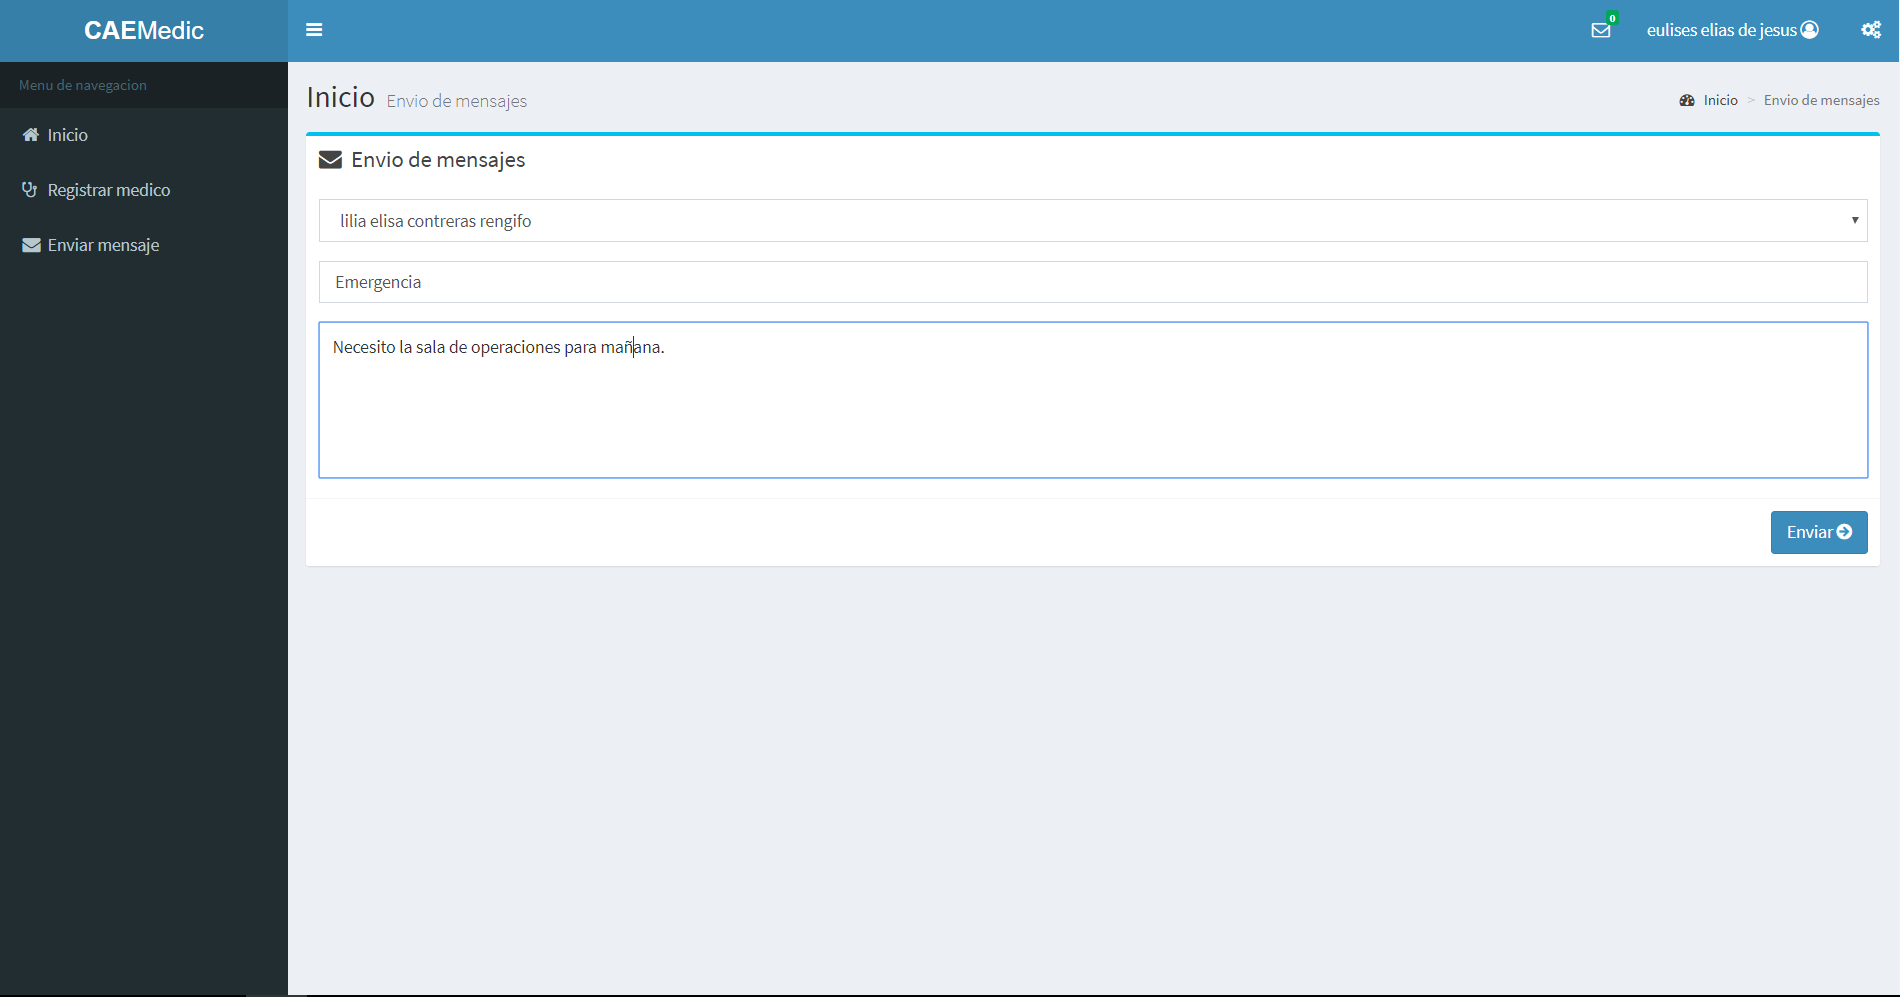 CAEMedic
0
eulises elias de jesus
Menu de navegacion
Inicio
Registrar medico
Enviar mensaje
Inicio Envio de mensajes
Inicio > Envio de mensajes
Envio de mensajes
lilia elisa contreras rengifo
Emergencia
Necesito la sala de operaciones para mañana.
Enviar